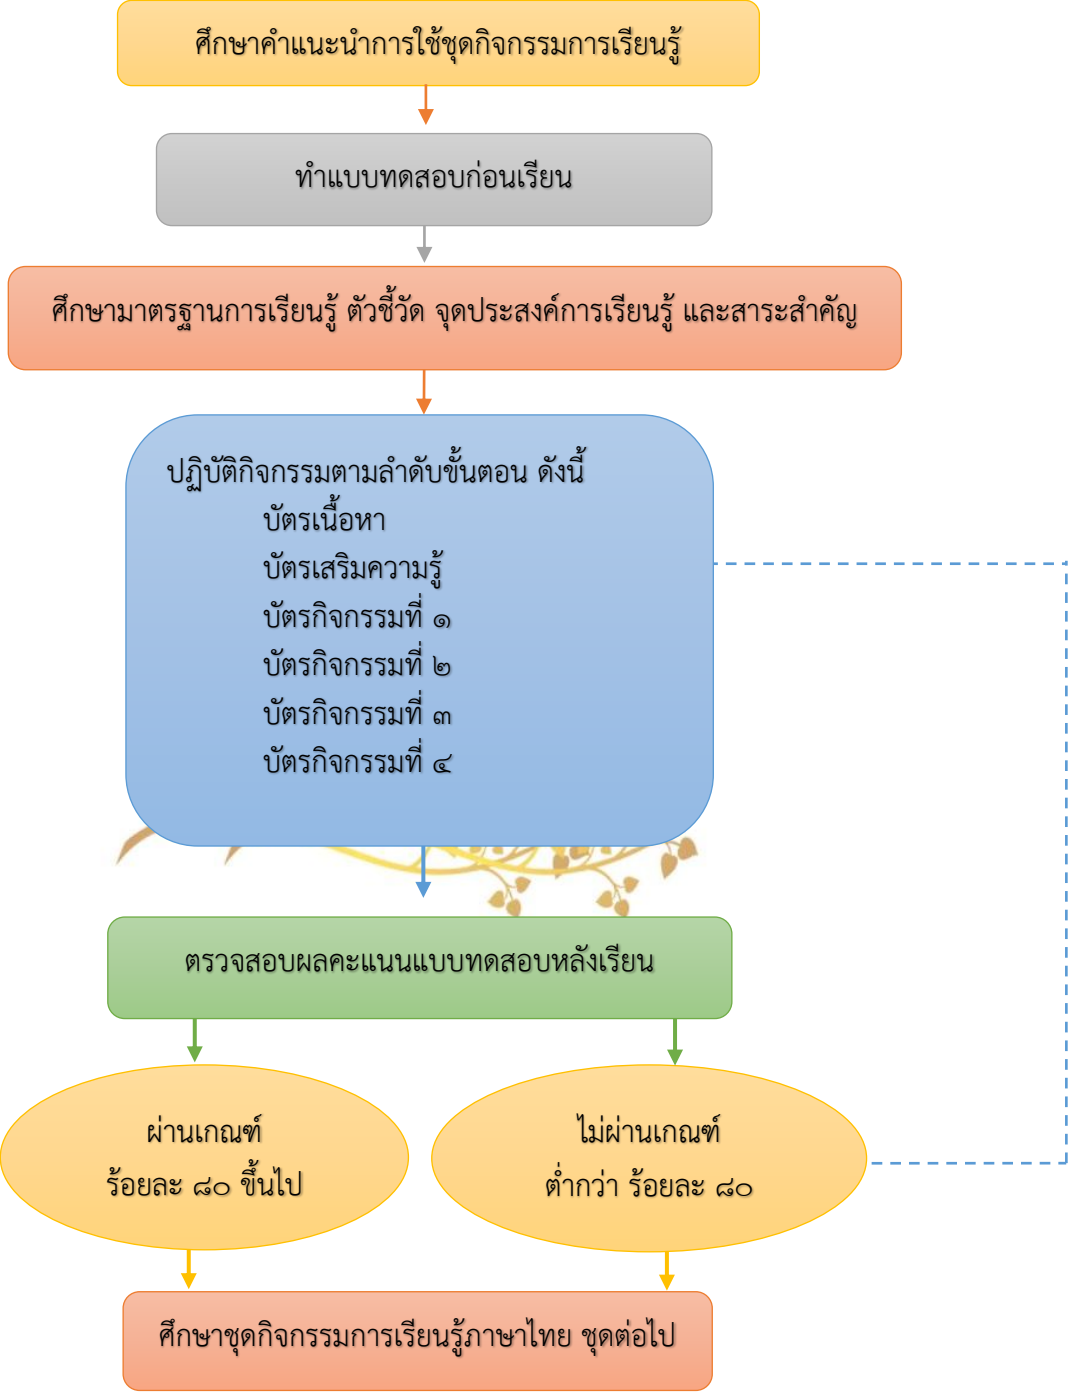 ศึกษาคำแนะนำการใช้ชุดกิจกรรมการเรียนรู้
ทำแบบทดสอบก่อนเรียน
ศึกษามาตรฐานการเรียนรู้ ตัวชี้วัด จุดประสงค์การเรียนรู้ และสาระสำคัญ
ปฏิบัติกิจกรรมตามลำดับขั้นตอน ดังนี้
บัตรเนื้อหา
บัตรเสริมความรู้
บัตรกิจกรรมที่ ๑
บัตรกิจกรรมที่ ๒
บัตรกิจกรรมที่ ๓
บัตรกิจกรรมที่ ๔
ตรวจสอบผลคะแนนแบบทดสอบหลังเรียน
ผ่านเกณฑ์
ร้อยละ ๘๐ ขึ้นไป
ไม่ผ่านเกณฑ์
ต่ำกว่า ร้อยละ ๘๐
ศึกษาชุดกิจกรรมการเรียนรู้ภาษาไทย ชุดต่อไป